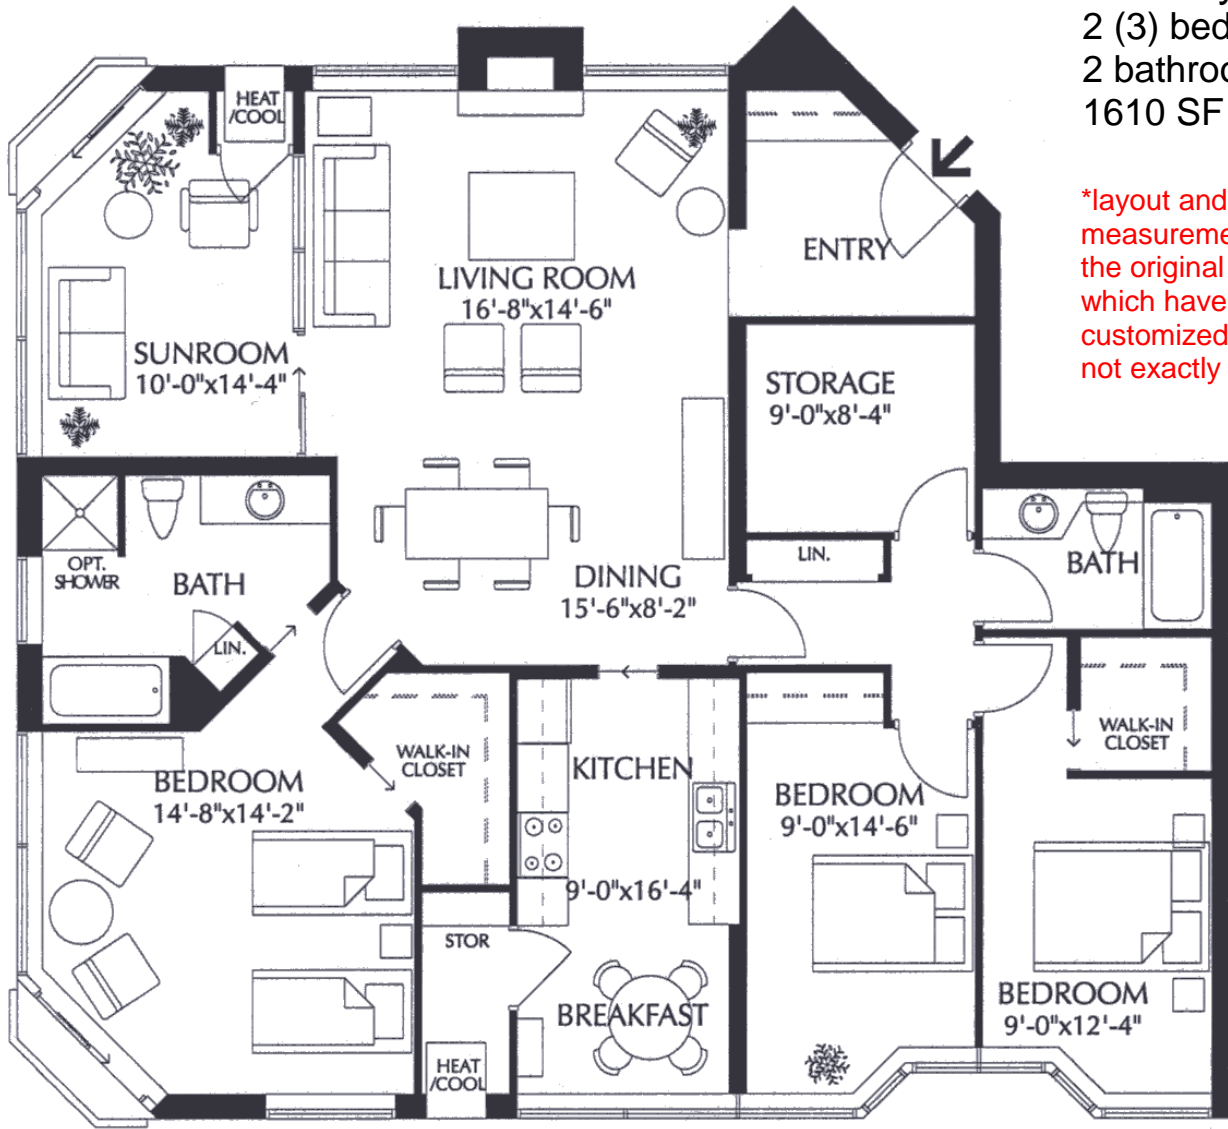 2 (3) bed
2 bathroo
1610 SF
*layout and
measureme
the original
which have
customized
not exactly
HEAT
/COOL
LIVING ROOM
16'-8"x14'-6"
ENTRY
SUNROOM
10'-0"x14'-4"
STORAGE
9'-0"x8'-4"
OPT.
SHOWER
BATH
LIN.
DINING
15'-6"x8'-2"
LIN.
BATH
WALK-IN
CLOSET
BEDROOM
14'-8"x14'-2"
WALK-IN
CLOSET
KITCHEN
9'-0"x16'-4"
BEDROOM
9'-0"x14'-6"
STOR
BREAKFAST
BEDROOM
9'-0"x12'-4"
HEAT
/COOL